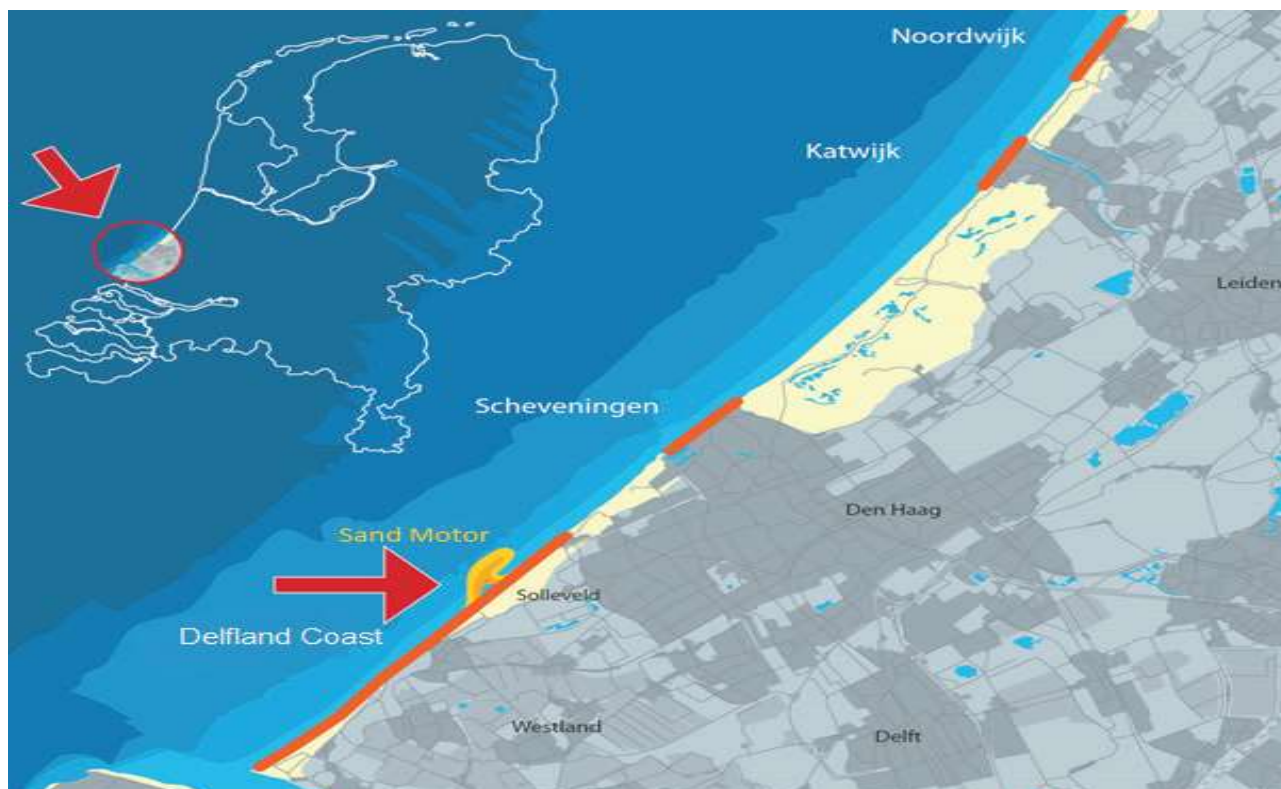 Noordwijk
Katwijk
Leiden
Scheveningen
Den Haag
Sand Motor
Solleveld
Delfland Coast
Westland
Delft